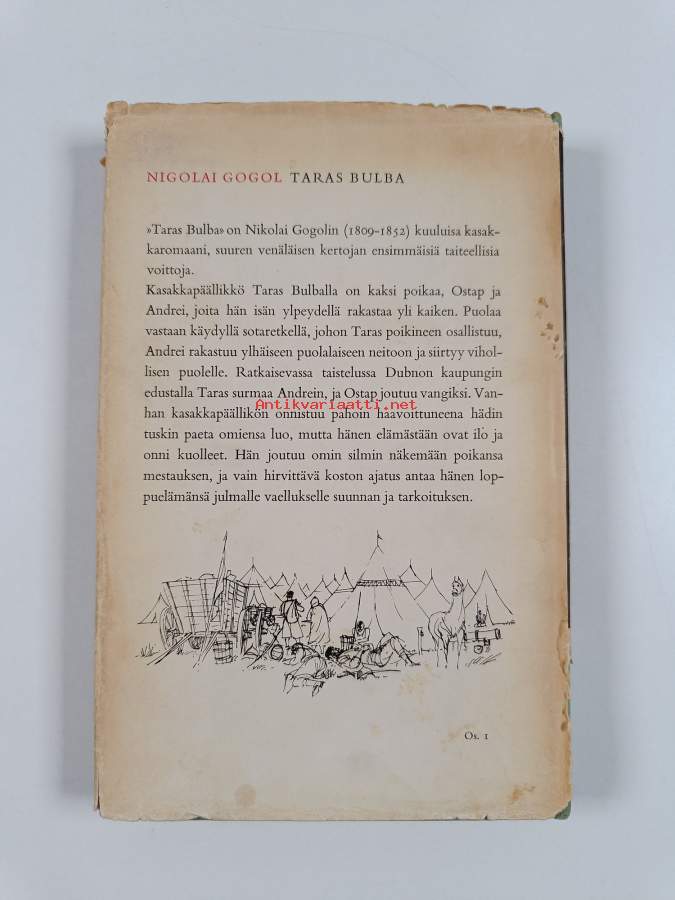 NIGOLAI GOGOL TARAS BULBA
»Taras Bulba» on Nikolai Gogolin (1809-1852) kuuluisa kasak-
karomaani, suuren venäläisen kertojan ensimmäisiä taiteellisia
voittoja.
Kasakkapäällikkö Taras Bulballa on kaksi poikaa, Ostap ja
Andrei, joita hän isän ylpeydellä rakastaa yli kaiken. Puolaa
vastaan käydyllä sotaretkellä, johon Taras poikineen osallistuu,
Andrei rakastuu ylhäiseen puolalaiseen neitoon ja siirtyy vihol-
lisen puolelle. Ratkaisevassa taistelussa Dubnon kaupungin
edustalla Taras surmaa Andrein, ja Ostap joutuu vangiksi. Van-
Antikvariaatti.net
han kasakkapäällikön onnistuu pahoin haavoittuneena hädin
tuskin paeta omiensa luo, mutta hänen elämästään ovat ilo ja
onni kuolleet. Hän joutuu omin silmin näkemään poikansa
mestauksen, ja vain hirvittävä koston ajatus antaa hänen lop-
puelämänsä julmalle vaellukselle suunnan ja tarkoituksen.
Os. 1